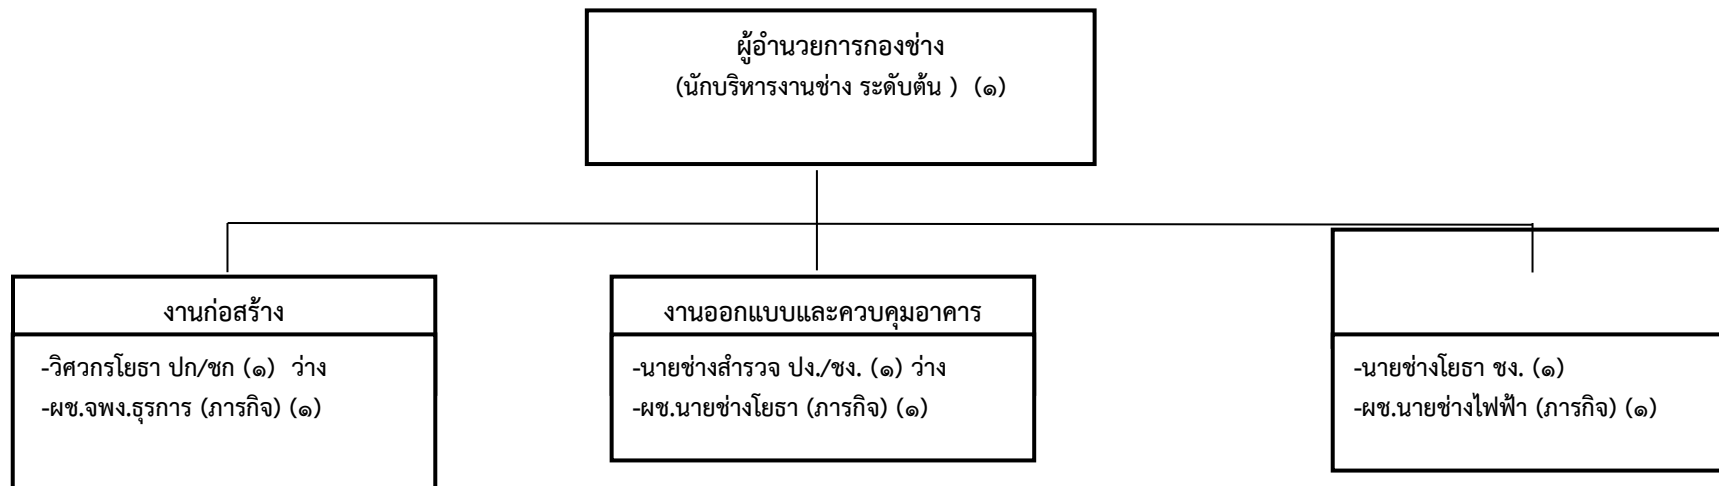 ผู้อำนวยการกองช่าง
(นักบริหารงานช่าง ระดับต้น ) (๑)
งานก่อสร้าง
-วิศวกรโยธา ปก/ชก (๑) ว่าง
-ผช.จพง.ธุรการ (ภารกิจ) (๑)
งานออกแบบและควบคุมอาคาร
-นายช่างสำรวจ ปง./ชง. (๑) ว่าง
-ผช.นายช่างโยธา (ภารกิจ) (๑)
-นายช่างโยธา ชง. (๑)
-ผช.นายช่างไฟฟ้า (ภารกิจ) (๑)